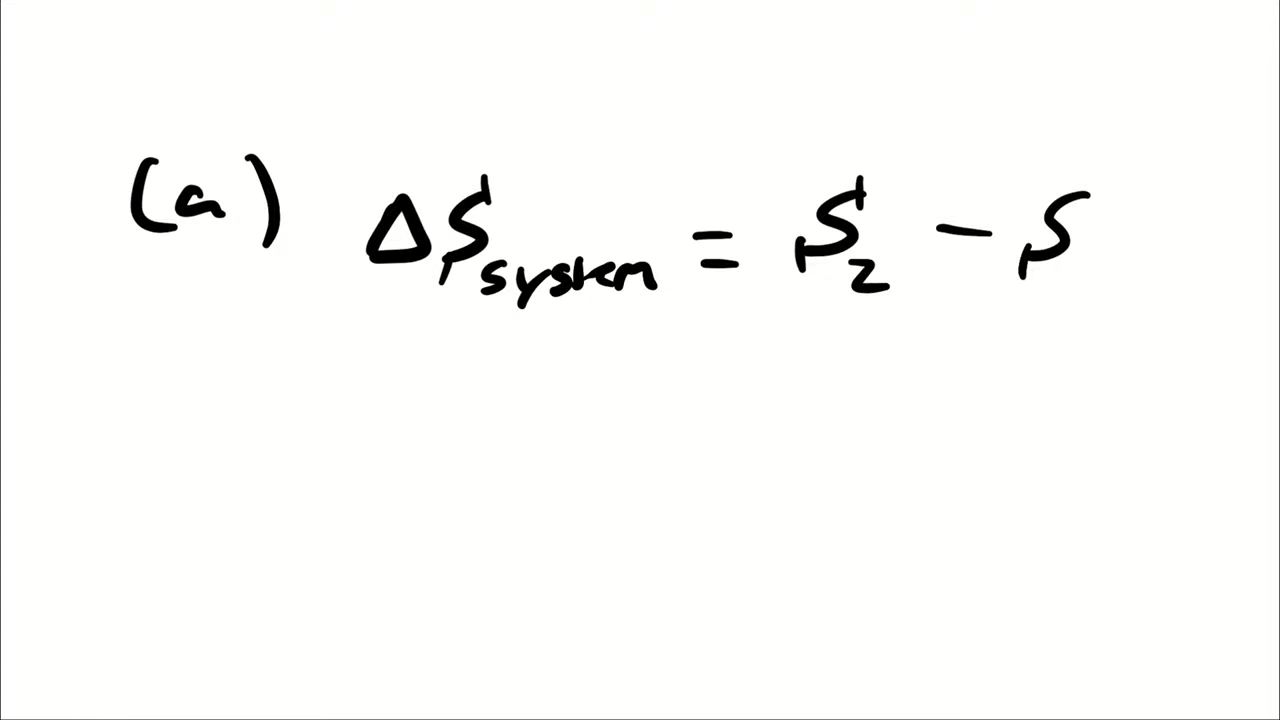 (a) ΔS_system = S_2 - S